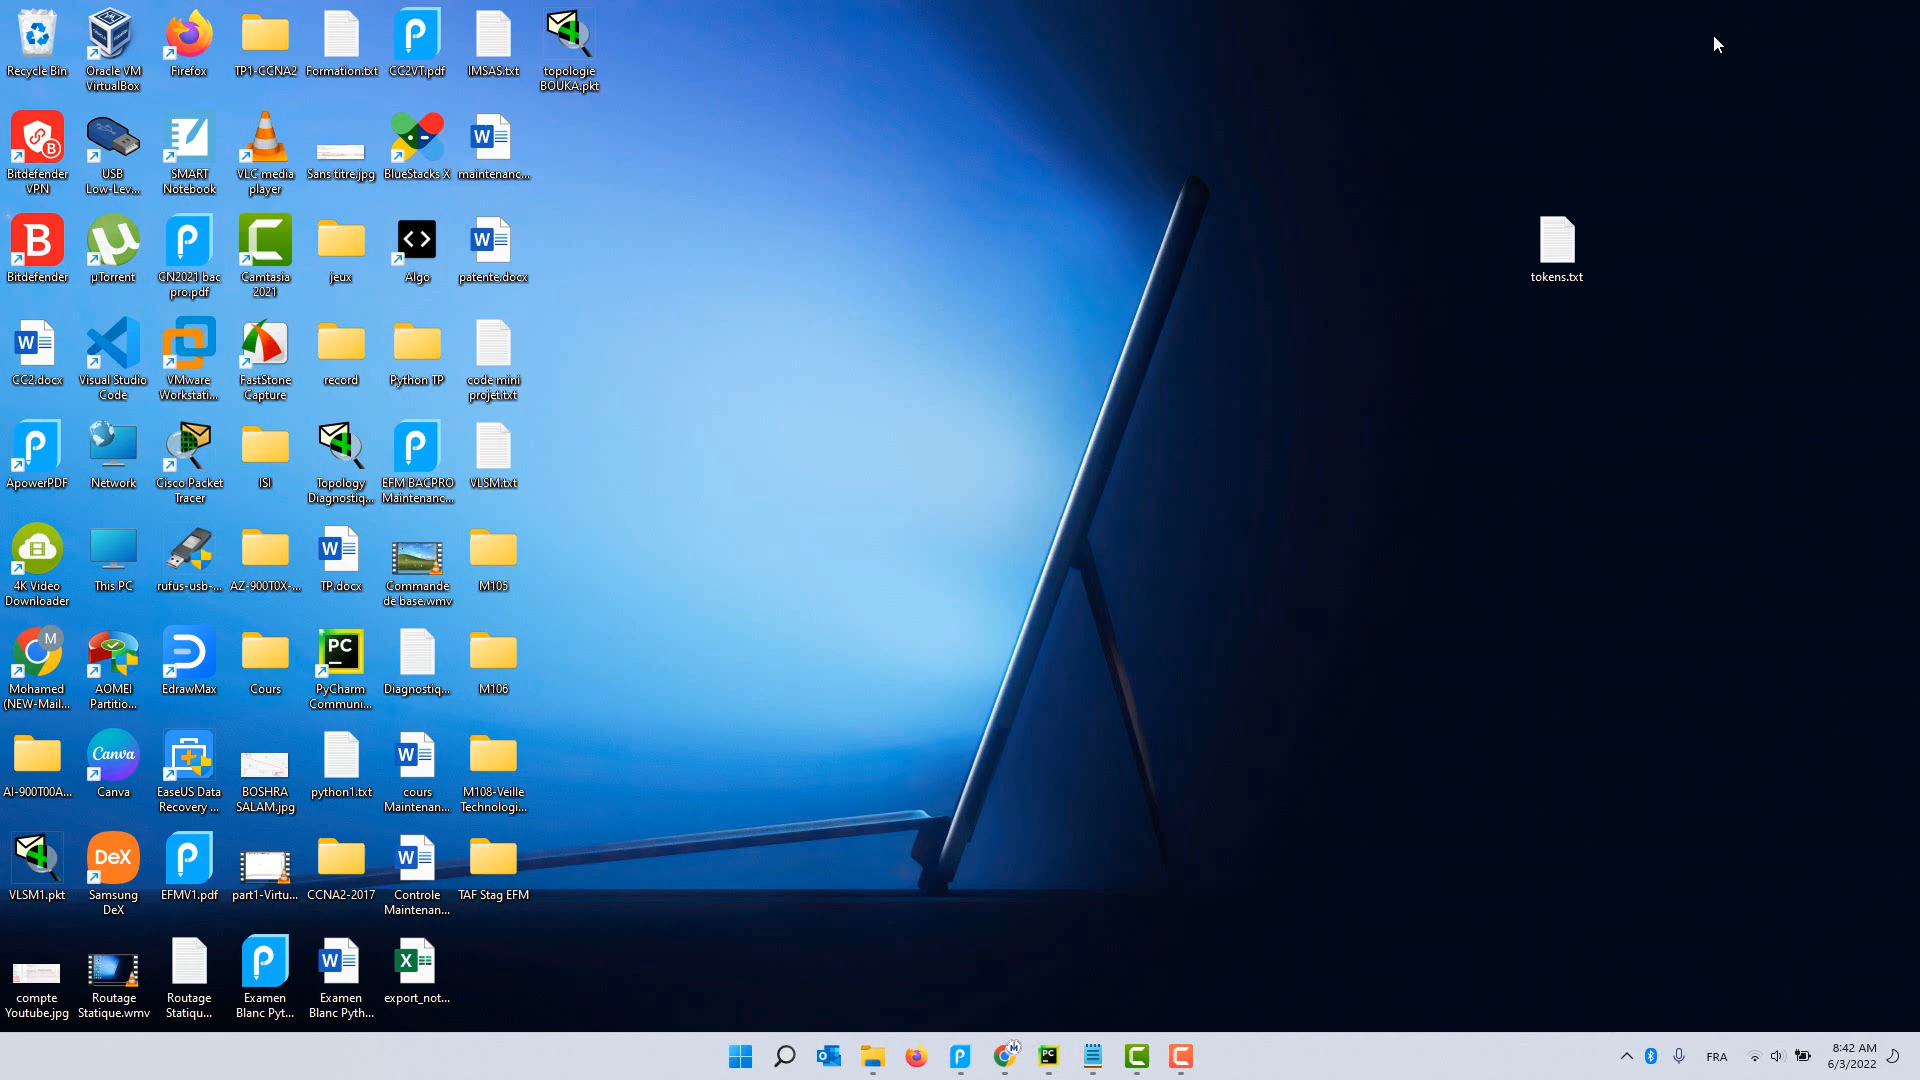 Recycle Bin
Oracle VM
VirtualBox
Firefox
TP1-CCNA2
Formation.txt
CC2VT.pdf
IMSAS.txt
topologie
BOUKA.pkt
Bitdefender
VPN
USB
Low-Lev...
SMART
Notebook
VLC media
player
Sans titre.jpg
BlueStacks X
maintenanc...
Bitdefender
µTorrent
CN2021 bac
pro.pdf
Camtasia
2021
jeux
Algo
patente.docx
tokens.txt
CC2.docx
Visual Studio
Code
VMware
Workstati...
FastStone
Capture
record
Python TP
code mini
projet.txt
ApowerPDF
Network
Cisco Packet
Tracer
ISI
Topology
Diagnostiq...
EFM BACPRO
Maintenanc...
VLSM.txt
4K Video
Downloader
This PC
rufus-usb-...
AZ-900T0X-...
TP.docx
Commande
de base.wmv
M105
M
Mohamed
(NEW-Mail...
AOMEI
Partitio...
EdrawMax
Cours
PC
PyCharm
Communi...
Diagnostiq...
M106
AI-900T00A...
Canva
Canva
EaseUS Data
Recovery ...
BOSHRA
SALAM.jpg
python1.txt
cours
Maintenan...
M108-Veille
Technologi...
VLSM1.pkt
DeX
Samsung
DeX
EFMV1.pdf
part1-Virtu...
CCNA2-2017
Controle
Maintenan...
TAF Stag EFM
compte
Youtube.jpg
Routage
Statique.wmv
Routage
Statiqu...
Examen
Blanc Pyt...
Examen
Blanc Pyth...
export_not...
FRA
8:42 AM
6/3/2022